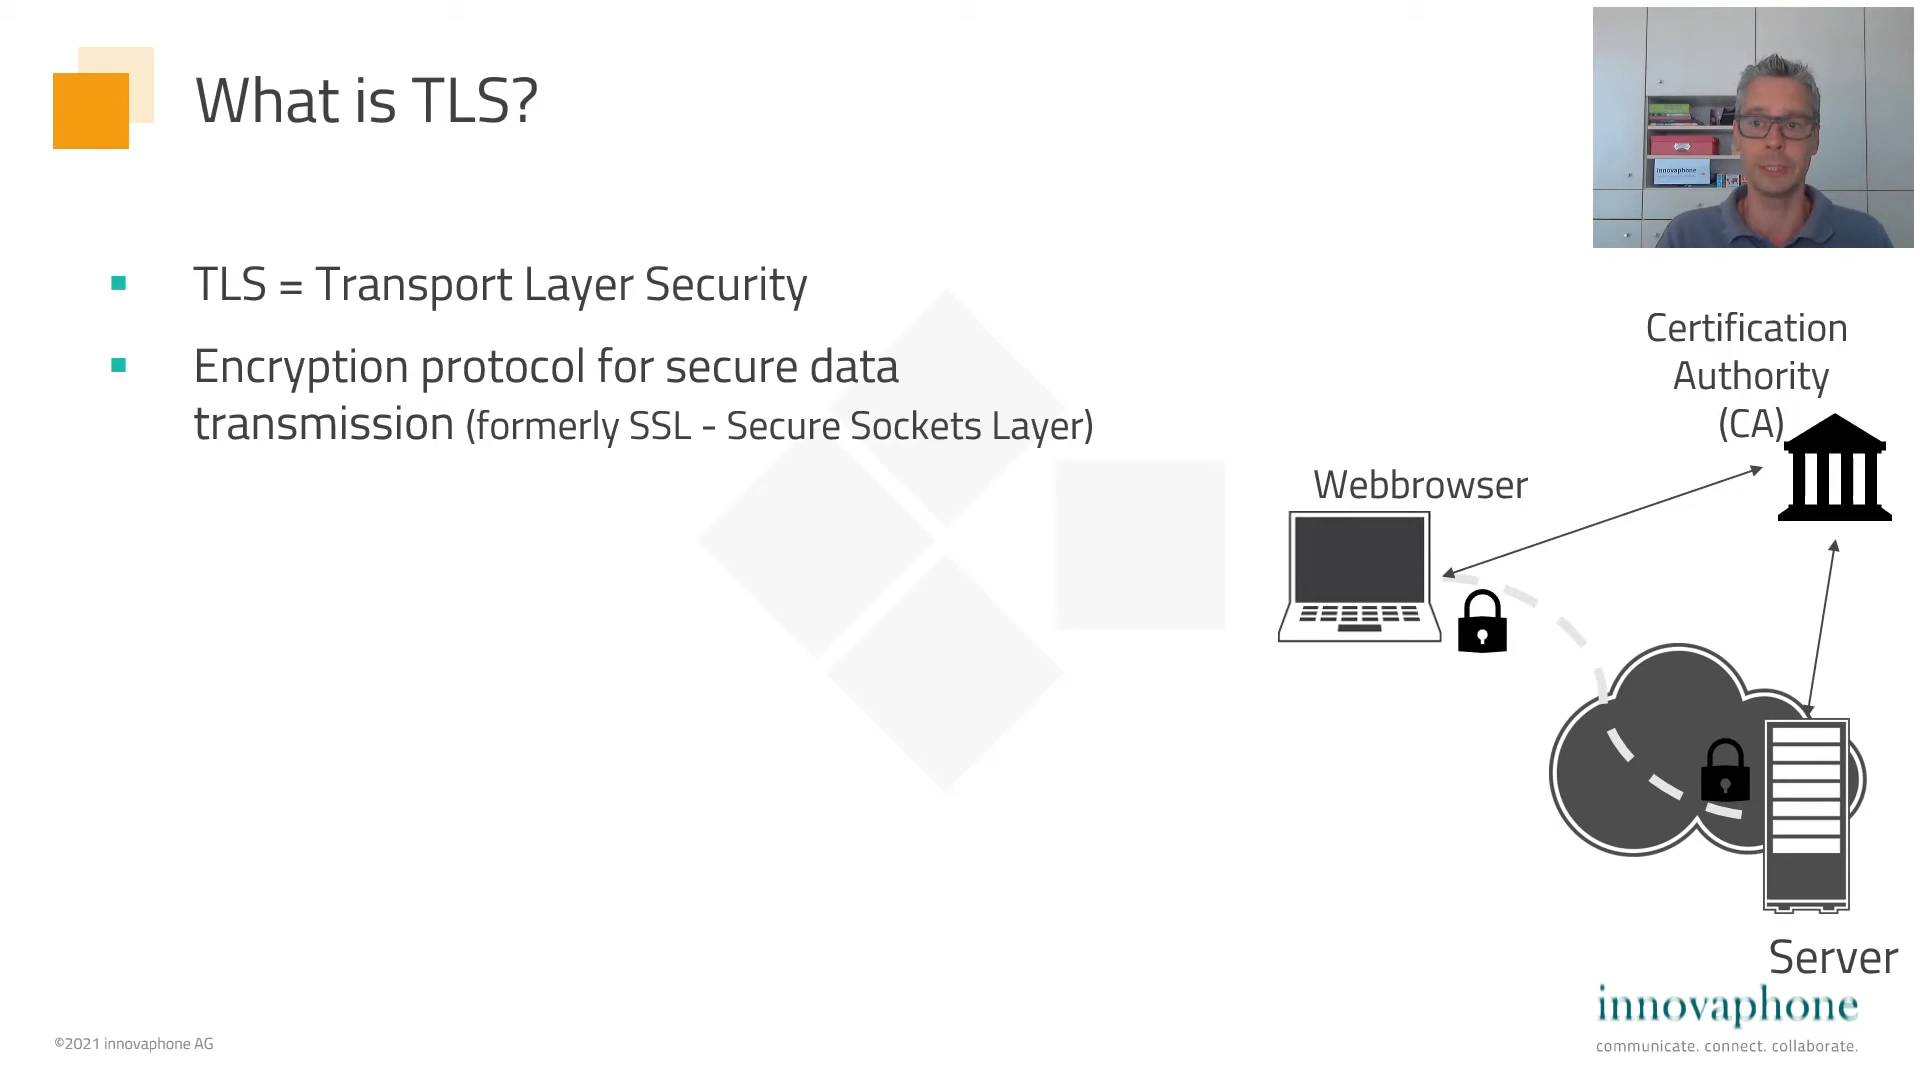 What is TLS?
innovaphone
TLS = Transport Layer Security
Encryption protocol for secure data
transmission (formerly SSL - Secure Sockets Layer)
Certification
Authority
(CA)
Webbrowser
Server
innovaphone
communicate. connect. collaborate.
©2021 innovaphone AG